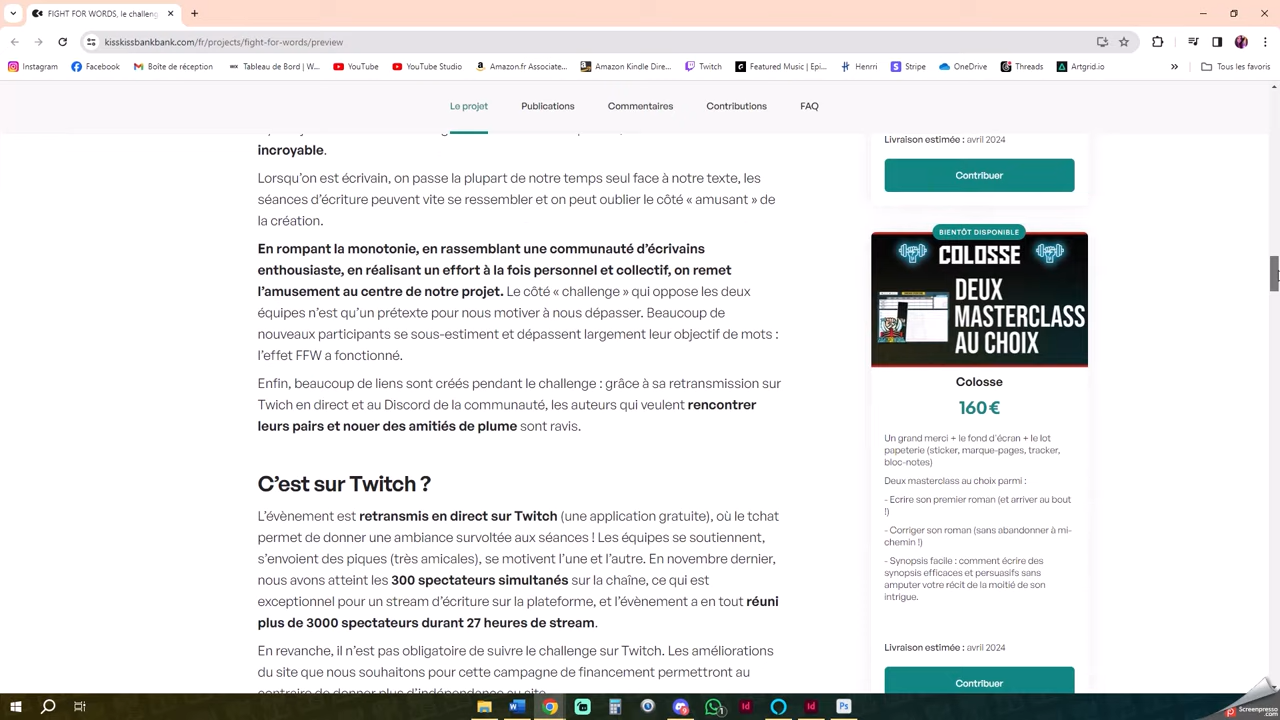 FIGHT FOR WORDS, le challen
kisskissbankbank.com/fr/projects/fight-for-words/preview
Instagram
Facebook
Boîte de réception
Tableau de Bord | W...
YouTube
YouTube Studio
Amazon.fr Associate...
Amazon Kindle Dire...
Twitch
Featured Music | Epi...
Henrri
Stripe
OneDrive
Threads
Artgrid.io
Tous les favoris
Le projet
Publications
Commentaires
Contributions
FAQ
incroyable.
Lorsqu'on est écrivain, on passe la plupart de notre temps seul face à notre texte, les
séances d'écriture peuvent vite se ressembler et on peut oublier le côté « amusant » de
la création.
En cassant la monotonie, en rassemblant une communauté d'écrivains
enthousiaste, en réalisant un effort à la fois personnel et collectif, on remet
l'amusement au centre de notre projet. Le côté « challenge » qui oppose les deux
équipes n'est qu'un prétexte pour nous motiver à nous dépasser. Beaucoup de
nouveaux participants se sous-estiment et dépassent largement leur objectif de mots :
l'effet FFW a fonctionné.
Enfin, beaucoup de liens sont créés pendant le challenge : grâce à sa retransmission sur
Twitch en direct et au Discord de la communauté, les auteurs qui veulent rencontrer
leurs pairs et nouer des amitiés de plume sont ravis.
C'est sur Twitch ?
L'évènement est retransmis en direct sur Twitch (une application gratuite), où le tchat
permet de donner une ambiance survoltée aux séances ! Les équipes se soutiennent,
s'envoient des piques (très amicales), se motivent l'une et l'autre. En novembre dernier,
nous avons atteint les 300 spectateurs simultanés sur la chaîne, ce qui est
exceptionnel pour un stream d'écriture sur la plateforme, et l'évènement a en tout réuni
plus de 3000 spectateurs durant 27 heures de stream.
En revanche, il n'est pas obligatoire de suivre le challenge sur Twitch. Les améliorations
du site que nous souhaitons pour cette campagne de financement permettront au
contraire de donner plus d'indépendance au site
Livraison estimée : avril 2024
Contribuer
BIENTÔT DISPONIBLE
COLOSSE
DEUX
MASTERCLASS
AU CHOIX
Colosse
160 €
Un grand merci + le fond d'écran + le lot
papeterie (sticker, marque-pages, tracker,
bloc-notes)
Deux masterclass au choix parmi :
- Ecrire son premier roman (et arriver au bout
!)
- Corriger son roman (sans abandonner à mi-
chemin !)
- Synopsis facile : comment écrire des
synopsis efficaces et persuasifs sans
amputer votre récit de la moitié de son
intrigue.
Livraison estimée : avril 2024
Contribuer
Screenpresso
.com